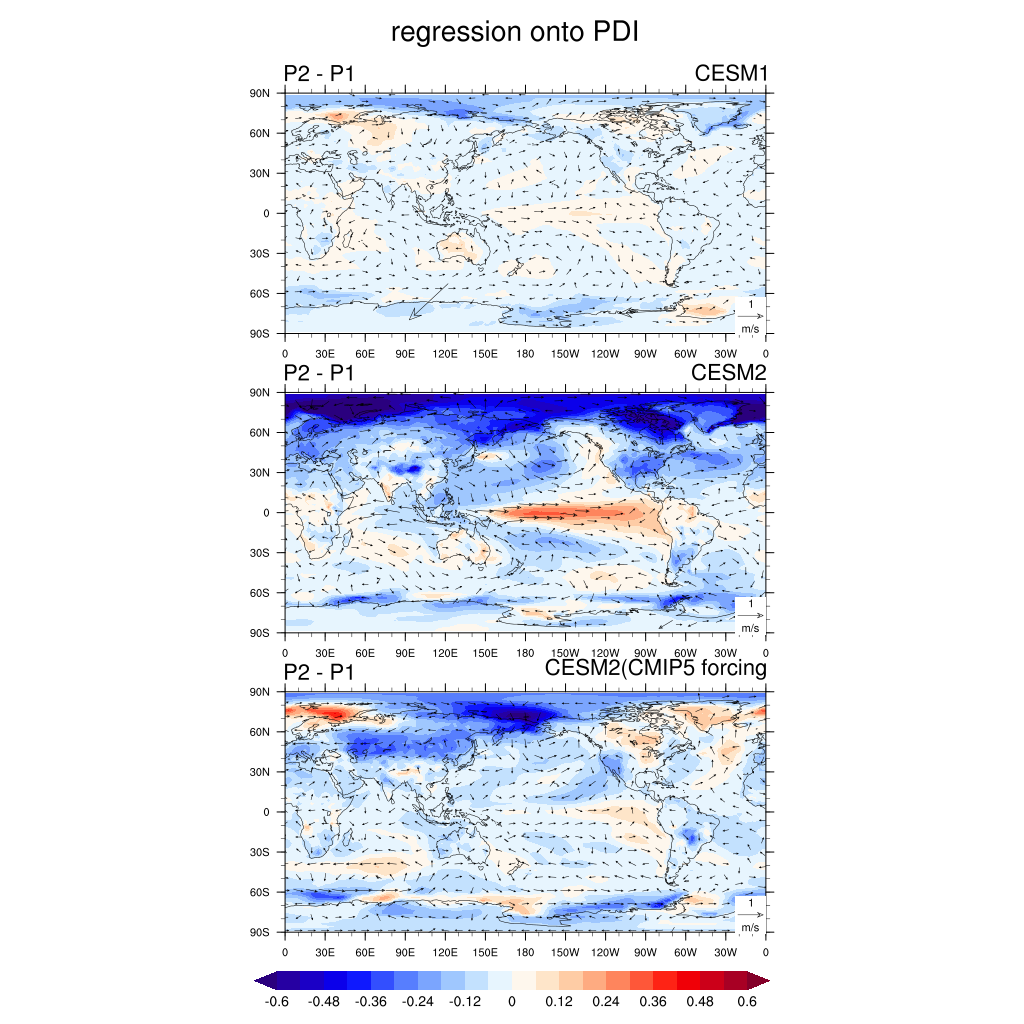 regression onto PDI
P2 - P1 CESM1
90N
60N
30N
0
30S
60S
90S
1
m/s
0 30E 60E 90E 120E 150E 180 150W 120W 90W 60W 30W 0
P2 - P1 CESM2
90N
60N
30N
0
30S
60S
90S
1
m/s
0 30E 60E 90E 120E 150E 180 150W 120W 90W 60W 30W 0
P2 - P1 CESM2(CMIP5 forcing
90N
60N
30N
0
30S
60S
90S
1
m/s
0 30E 60E 90E 120E 150E 180 150W 120W 90W 60W 30W 0
-0.6 -0.48 -0.36 -0.24 -0.12 0 0.12 0.24 0.36 0.48 0.6